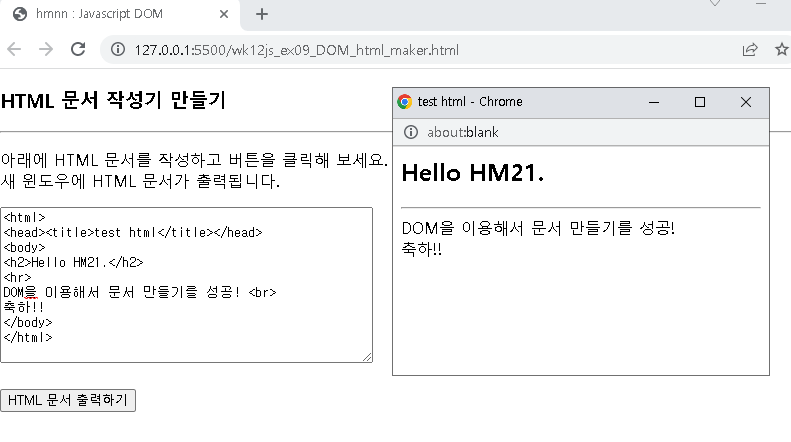 hmnn : Javascript DOM
127.0.0.1:5500/wk12js_ex09_DOM_html_maker.html
HTML 문서 작성기 만들기
아래에 HTML 문서를 작성하고 버튼을 클릭해 보세요.
새 윈도우에 HTML 문서가 출력됩니다.
<html>
<head><title>test html</title></head>
<body>
<h2>Hello HM21.</h2>
<hr>
DOM을 이용해서 문서 만들기를 성공! <br>
축하!!
</body>
</html>
HTML 문서 출력하기
test html - Chrome
about:blank
Hello HM21.
DOM을 이용해서 문서 만들기를 성공!
축하!!